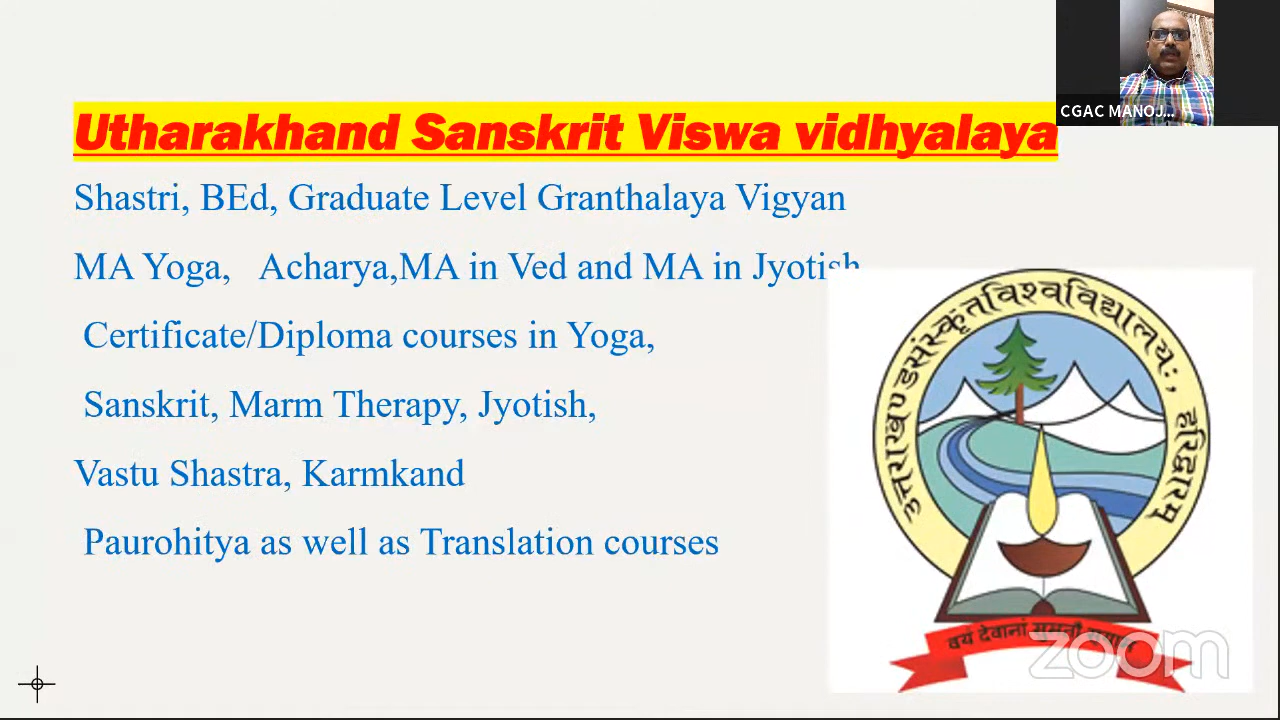 CGAC MANOJ...
Utharakhand Sanskrit Viswa vidhyalaya
Shastri, BEd, Graduate Level Granthalaya Vigyan
MA Yoga, Acharya,MA in Ved and MA in Jyotish
Certificate/Diploma courses in Yoga,
Sanskrit, Marm Therapy, Jyotish,
Vastu Shastra, Karmkand
Paurohitya as well as Translation courses
उत्तराखण्डसंस्कृतविश्वविद्यालयः, हरिद्वारम्
वयं देवानां सुमतौ
zoom